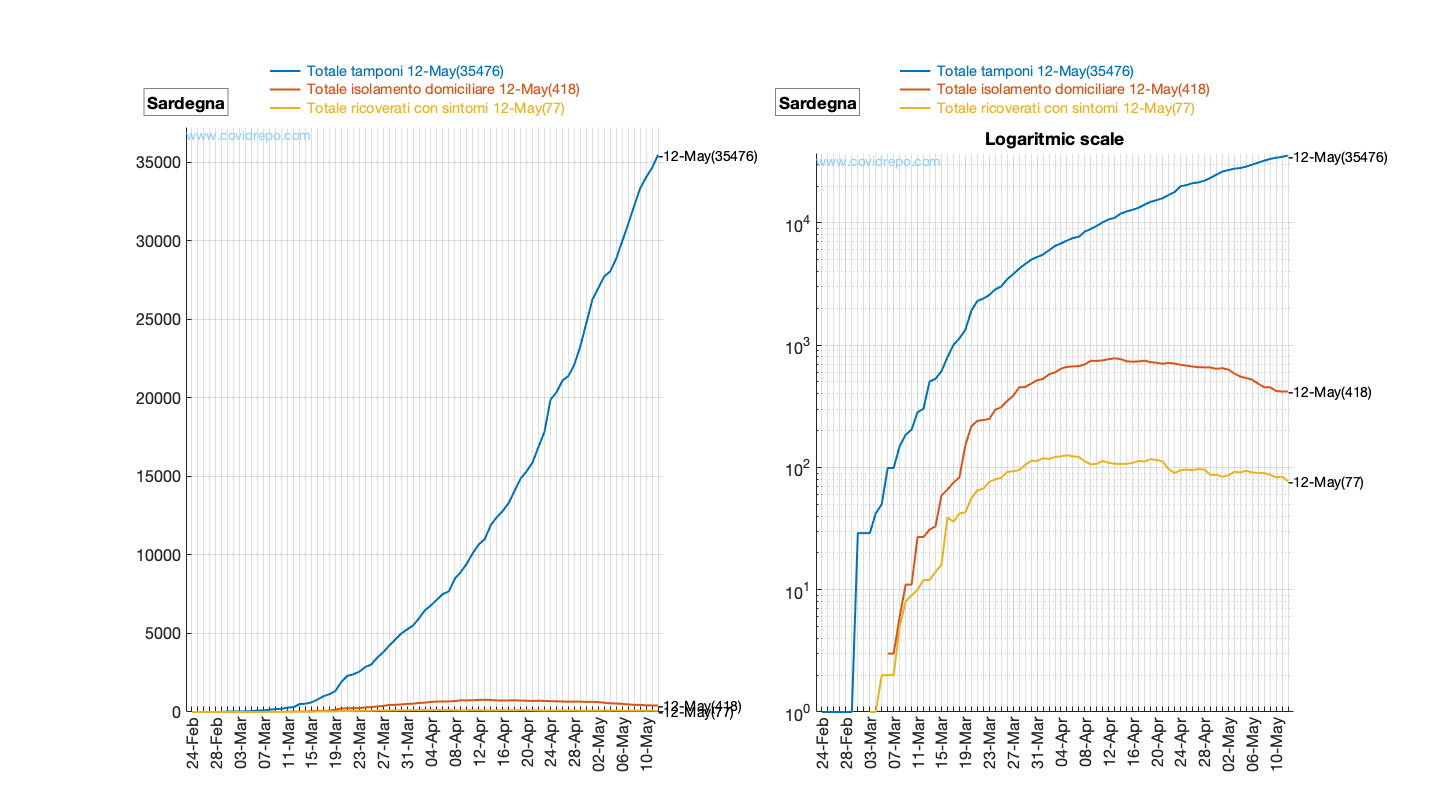 Totale tamponi 12-May(35476)
Totale isolamento domiciliare 12-May(418)
Totale ricoverati con sintomi 12-May(77)
Sardegna
www.covidrepo.com
35000
30000
25000
20000
15000
10000
5000
0
12-May(35476)
12-May(418)
12-May(77)
24-Feb
28-Feb
03-Mar
07-Mar
11-Mar
15-Mar
19-Mar
23-Mar
27-Mar
31-Mar
04-Apr
08-Apr
12-Apr
16-Apr
20-Apr
24-Apr
28-Apr
02-May
06-May
10-May
Totale tamponi 12-May(35476)
Totale isolamento domiciliare 12-May(418)
Totale ricoverati con sintomi 12-May(77)
Sardegna
Logaritmic scale
www.covidrepo.com
10^4
10^3
10^2
10^1
10^0
12-May(35476)
12-May(418)
12-May(77)
24-Feb
28-Feb
03-Mar
07-Mar
11-Mar
15-Mar
19-Mar
23-Mar
27-Mar
31-Mar
04-Apr
08-Apr
12-Apr
16-Apr
20-Apr
24-Apr
28-Apr
02-May
06-May
10-May